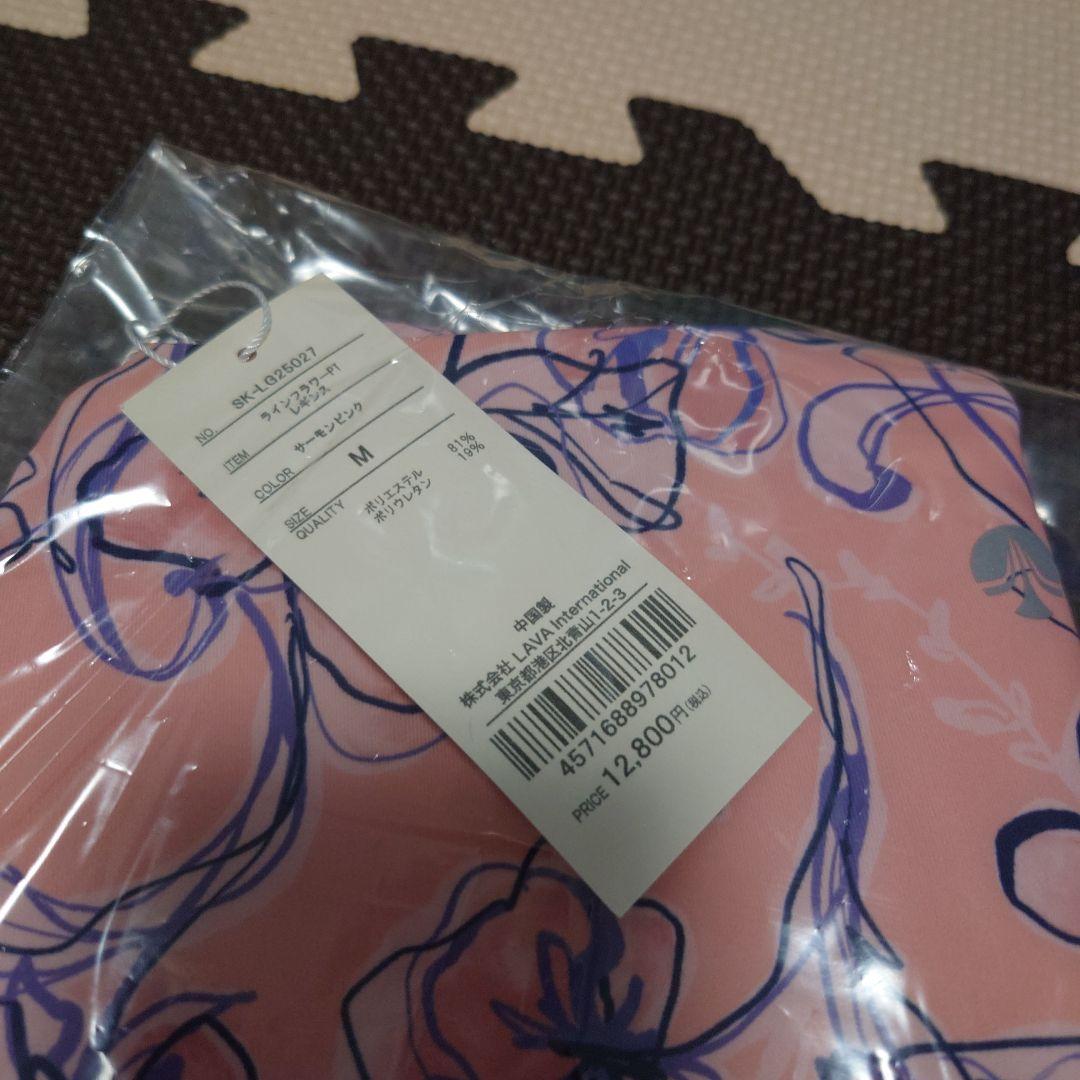 NO. SK-LG25027
ITEM ラインフラワーPT
レギンス
COLOR サーモンピンク
SIZE M
QUALITY ポリエステル 81%
ポリウレタン 19%
中国製
株式会社 LAVA International
東京都港区北青山1-2-3
4571688978012
PRICE 12,800円(税込)